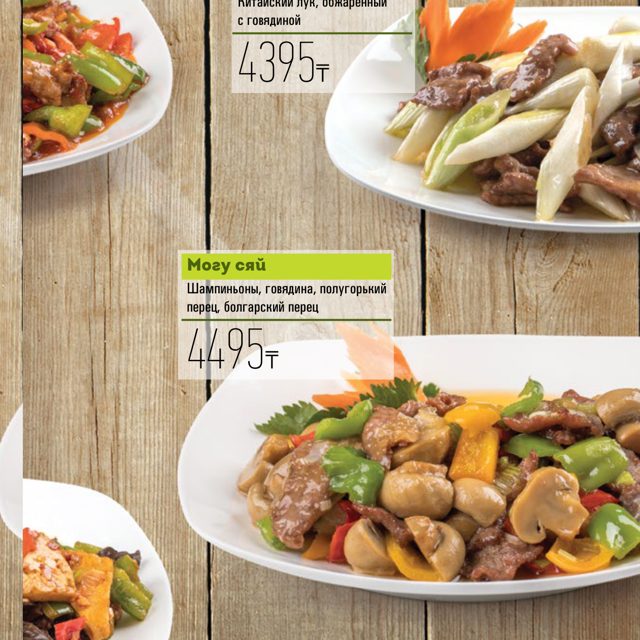 Китайский лук, обжаренный
с говядиной
4395₸
Могу сяй
Шампиньоны, говядина, полугорький
перец, болгарский перец
4495₸